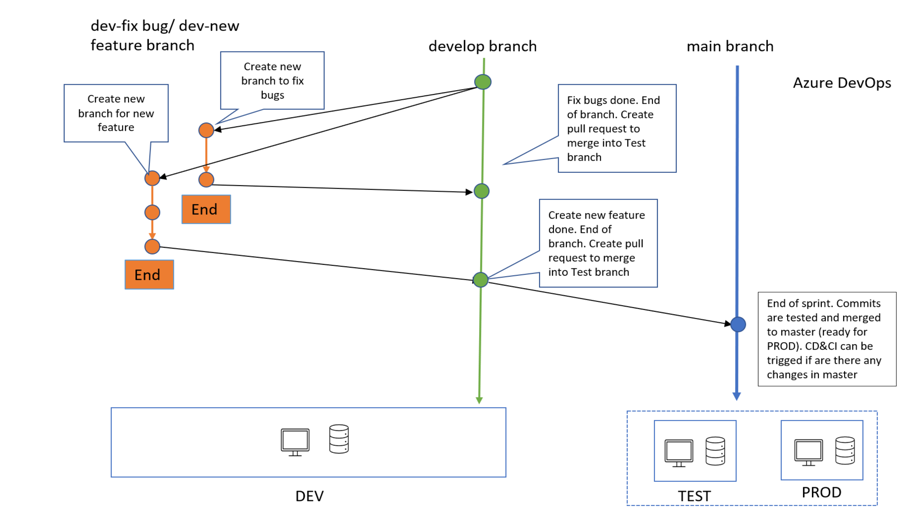 dev-fix bug/ dev-new
feature branch
develop branch
main branch
Azure DevOps
Create new
branch to fix
bugs
Create new
branch for new
feature
Fix bugs done. End
of branch. Create
pull request to
merge into Test
branch
End
Create new feature
done. End of
branch. Create pull
request to merge
into Test branch
End
End of sprint. Commits
are tested and merged
to master (ready for
PROD). CD&CI can be
trigged if are there any
changes in master
DEV
TEST
PROD